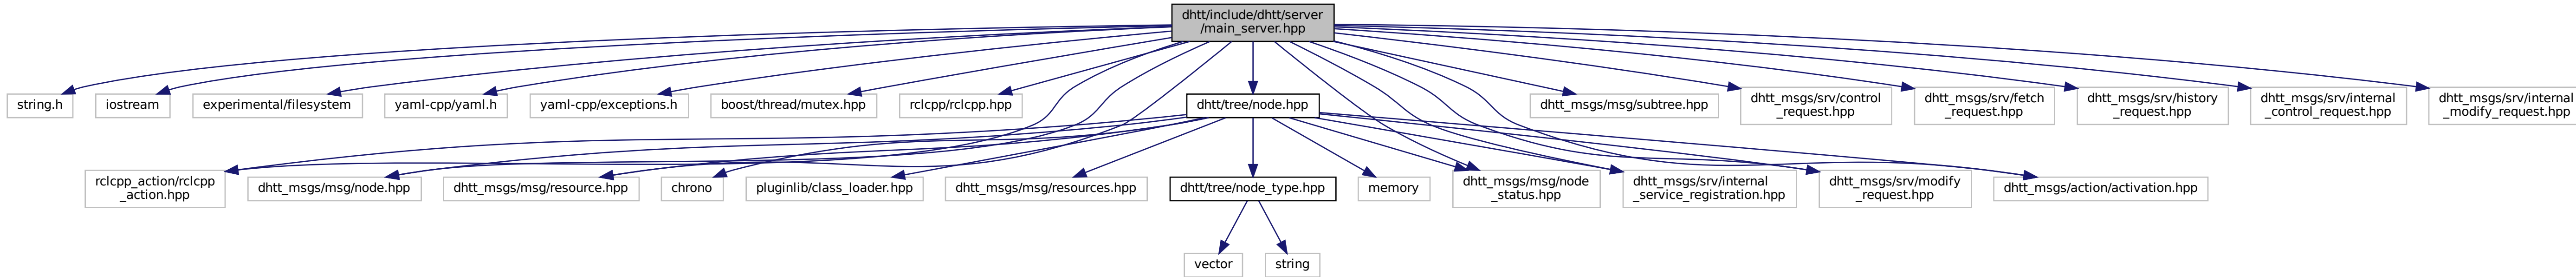 dhtt/include/dhtt/server
/main_server.hpp
string.h
iostream
experimental/filesystem
yaml-cpp/yaml.h
yaml-cpp/exceptions.h
boost/thread/mutex.hpp
rclcpp/rclcpp.hpp
dhtt/tree/node.hpp
dhtt_msgs/msg/subtree.hpp
dhtt_msgs/srv/control
_request.hpp
dhtt_msgs/srv/fetch
_request.hpp
dhtt_msgs/srv/history
_request.hpp
dhtt_msgs/srv/internal
_control_request.hpp
dhtt_msgs/srv/internal
_modify_request.hpp
rclcpp_action/rclcpp
_action.hpp
dhtt_msgs/msg/node.hpp
dhtt_msgs/msg/resource.hpp
chrono
pluginlib/class_loader.hpp
dhtt_msgs/msg/resources.hpp
dhtt/tree/node_type.hpp
memory
dhtt_msgs/msg/node
_status.hpp
dhtt_msgs/srv/internal
_service_registration.hpp
dhtt_msgs/srv/modify
_request.hpp
dhtt_msgs/action/activation.hpp
vector
string